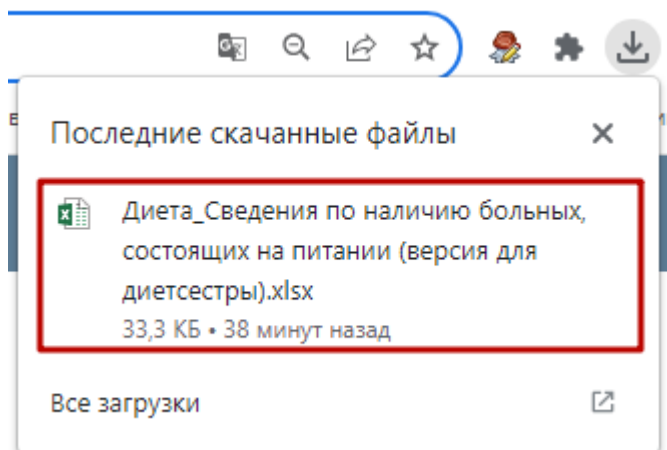 Последние скачанные файлы
Диета_Сведения по наличию больных,
состоящих на питании (версия для
диетсестры).xlsx
33,3 КБ • 38 минут назад
Все загрузки